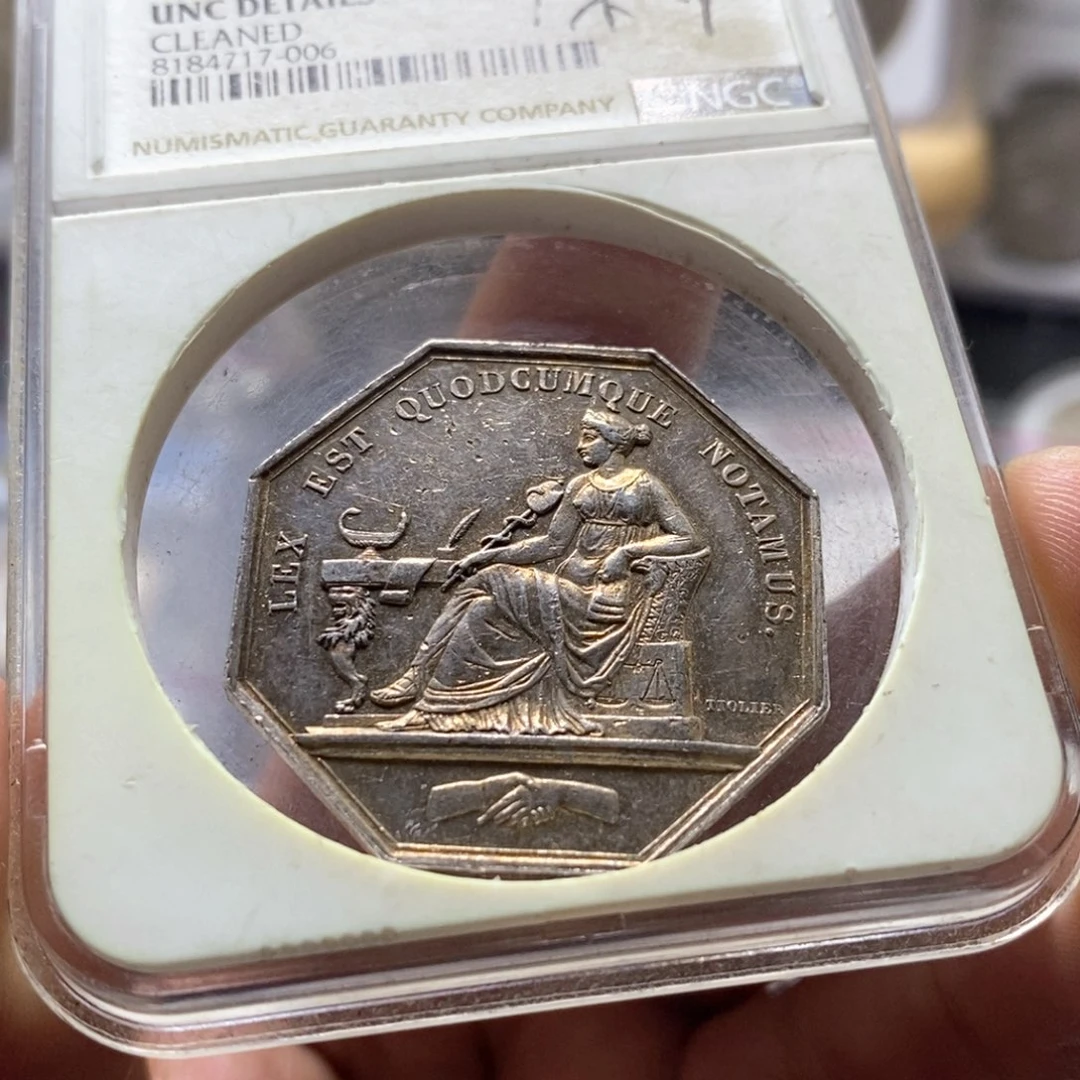 UNC DETAILS
CLEANED
8184717-006
NGC
NUMISMATIC GUARANTY COMPANY
LEX EST QUODCUMQUE NOTAMUS.
TIOLIER